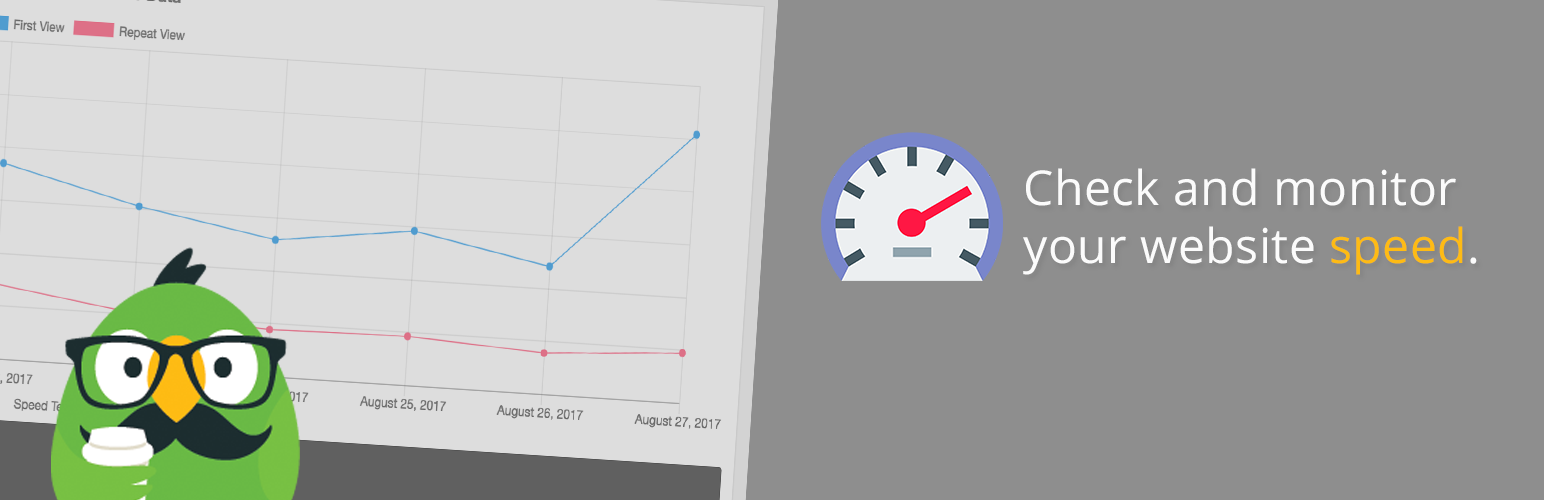 Data
First View Repeat View
, 2017
2017
August 25, 2017
August 26, 2017
August 27, 2017
Speed
Check and monitor
your website speed.